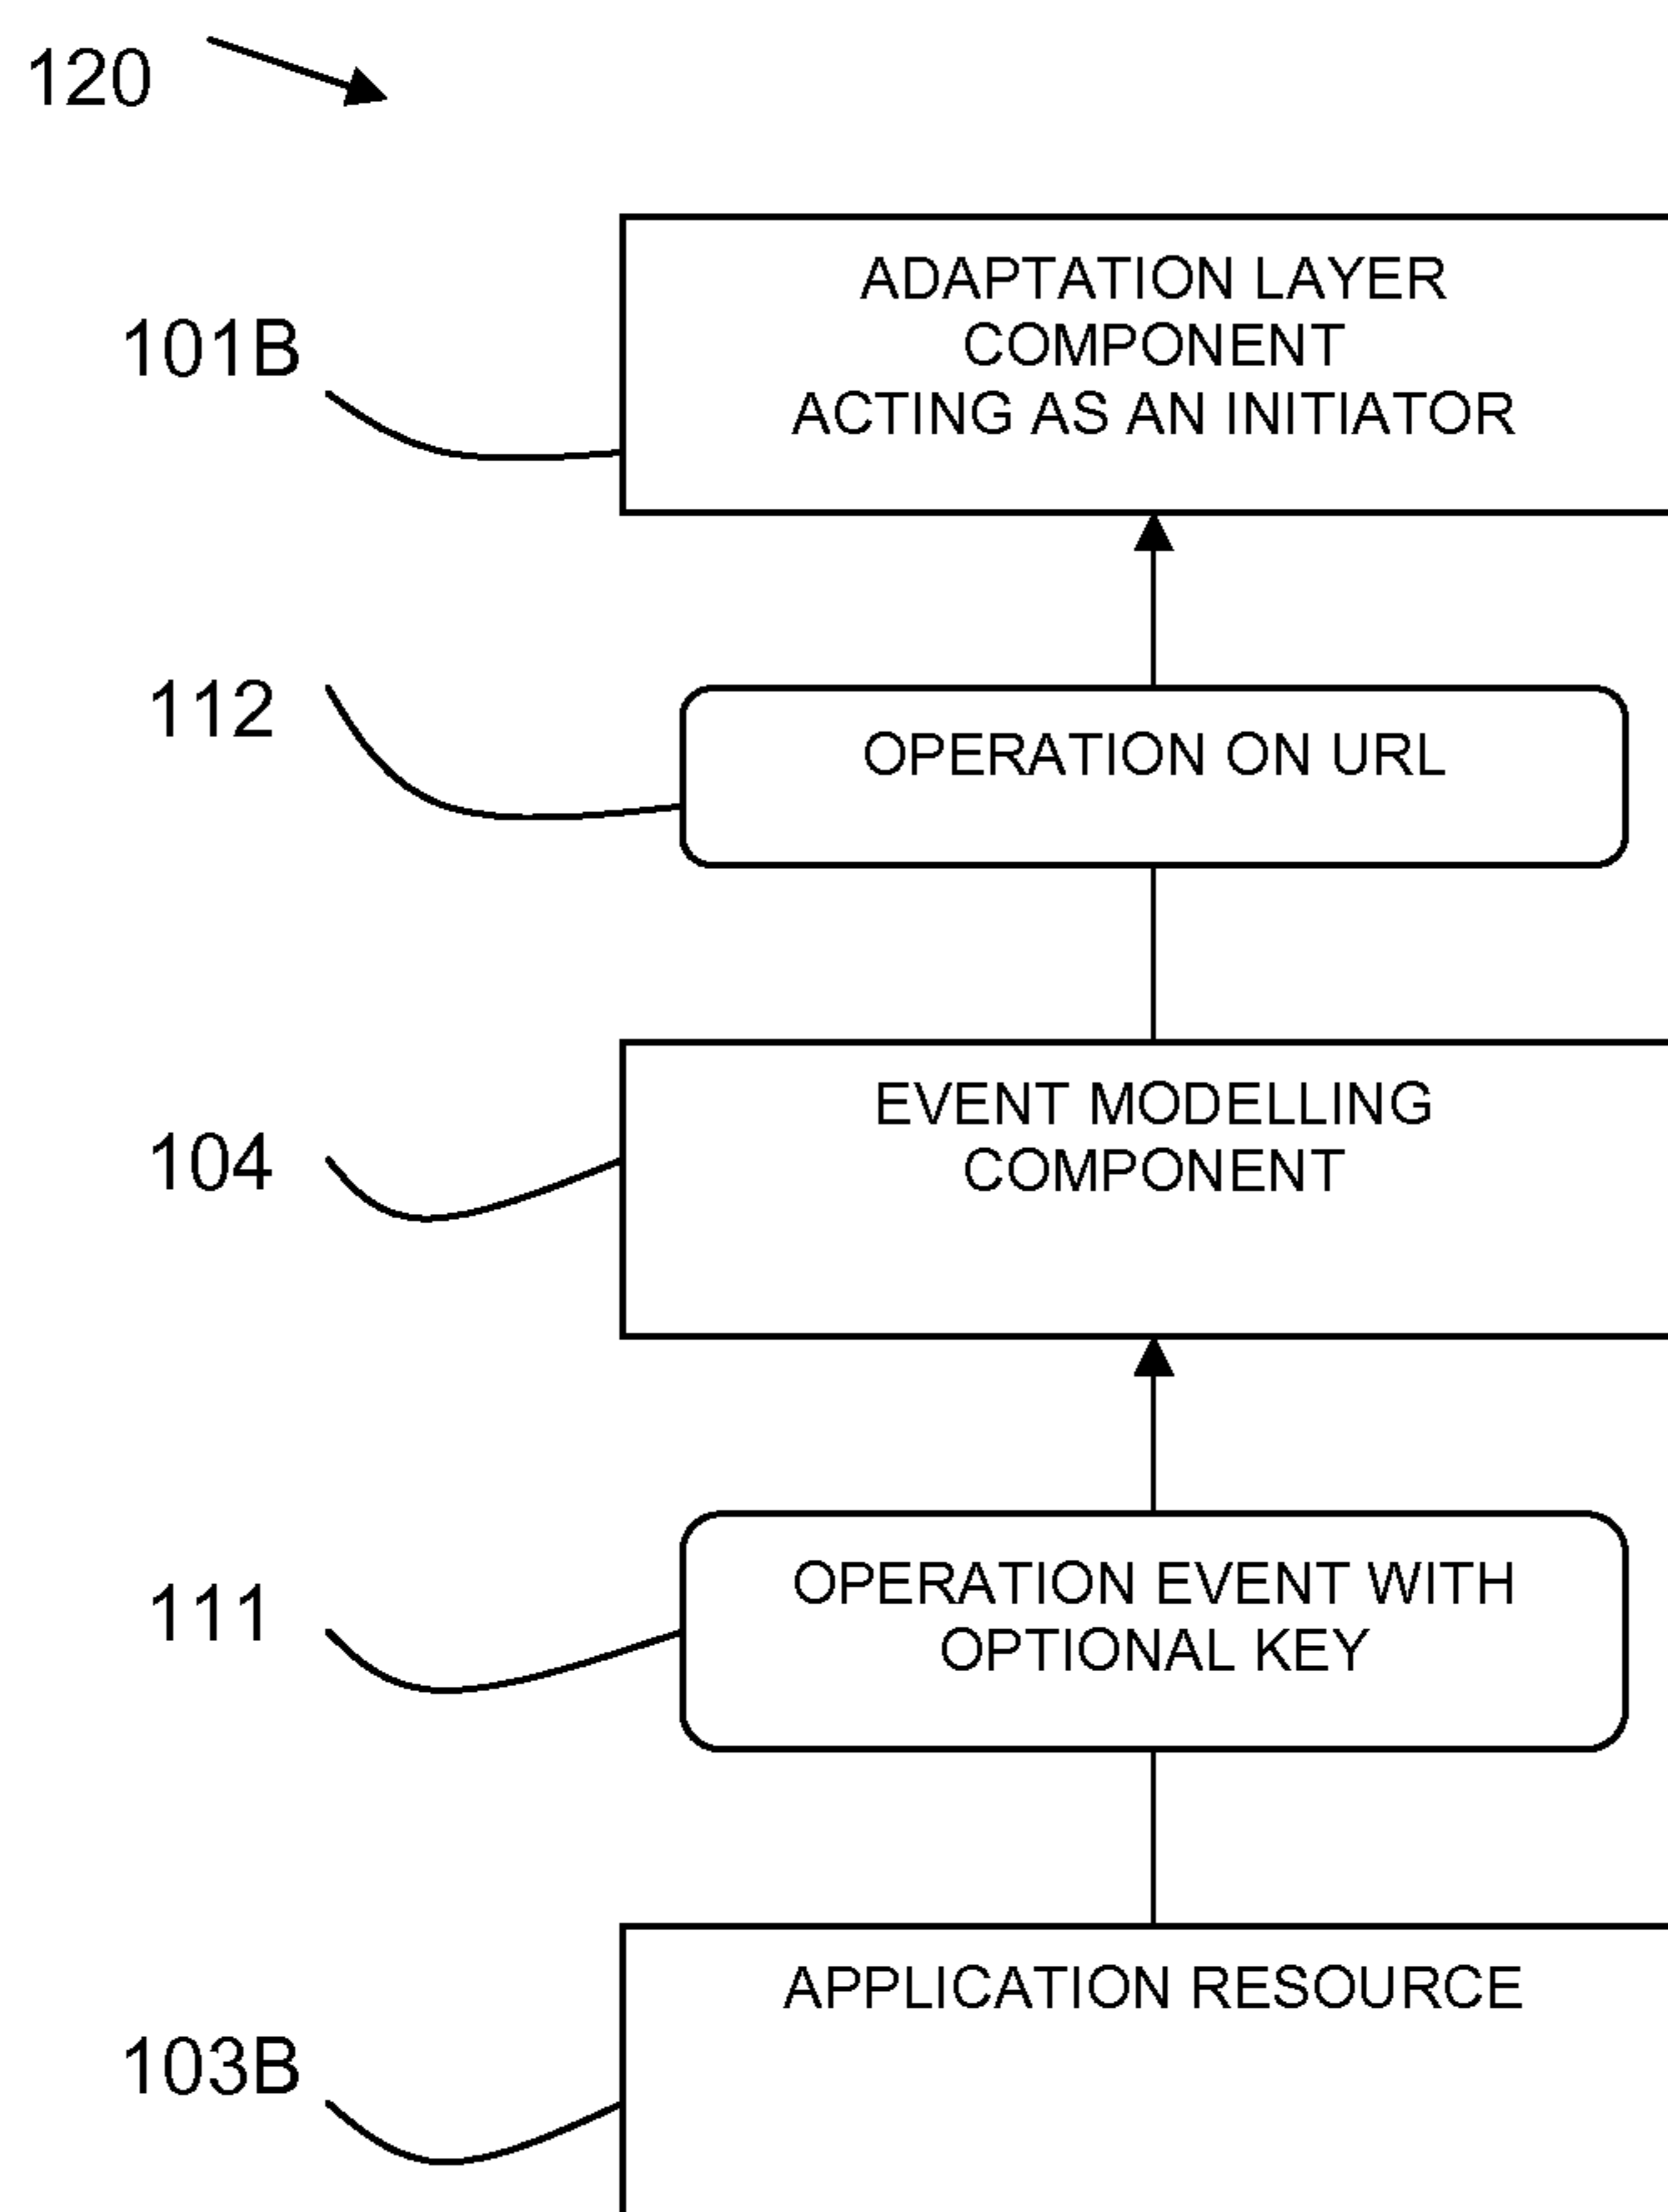 120
101B
ADAPTATION LAYER
COMPONENT
ACTING AS AN INITIATOR
112
OPERATION ON URL
104
EVENT MODELLING
COMPONENT
111
OPERATION EVENT WITH
OPTIONAL KEY
103B
APPLICATION RESOURCE